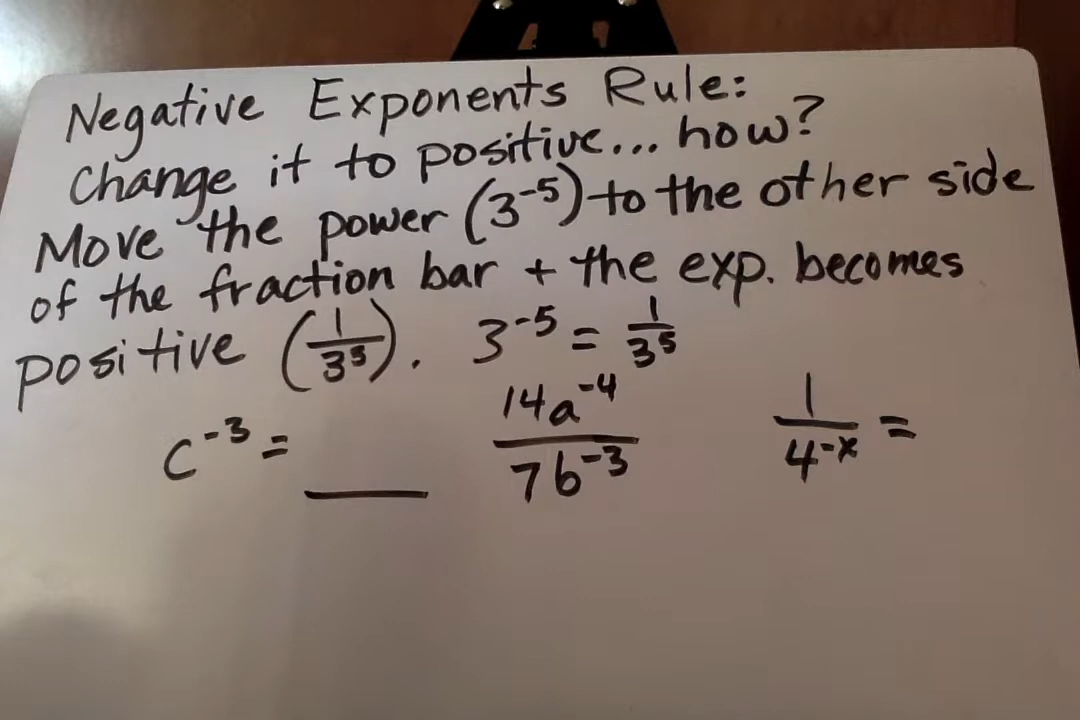 Negative Exponents Rule:
Change it to positive... how?
Move the power (3⁻⁵) to the other side
of the fraction bar + the exp. becomes
positive (1/3⁵). 3⁻⁵ = 1/3⁵
c⁻³ = ___ 14a⁻⁴/7b⁻³ 1/4⁻ˣ =